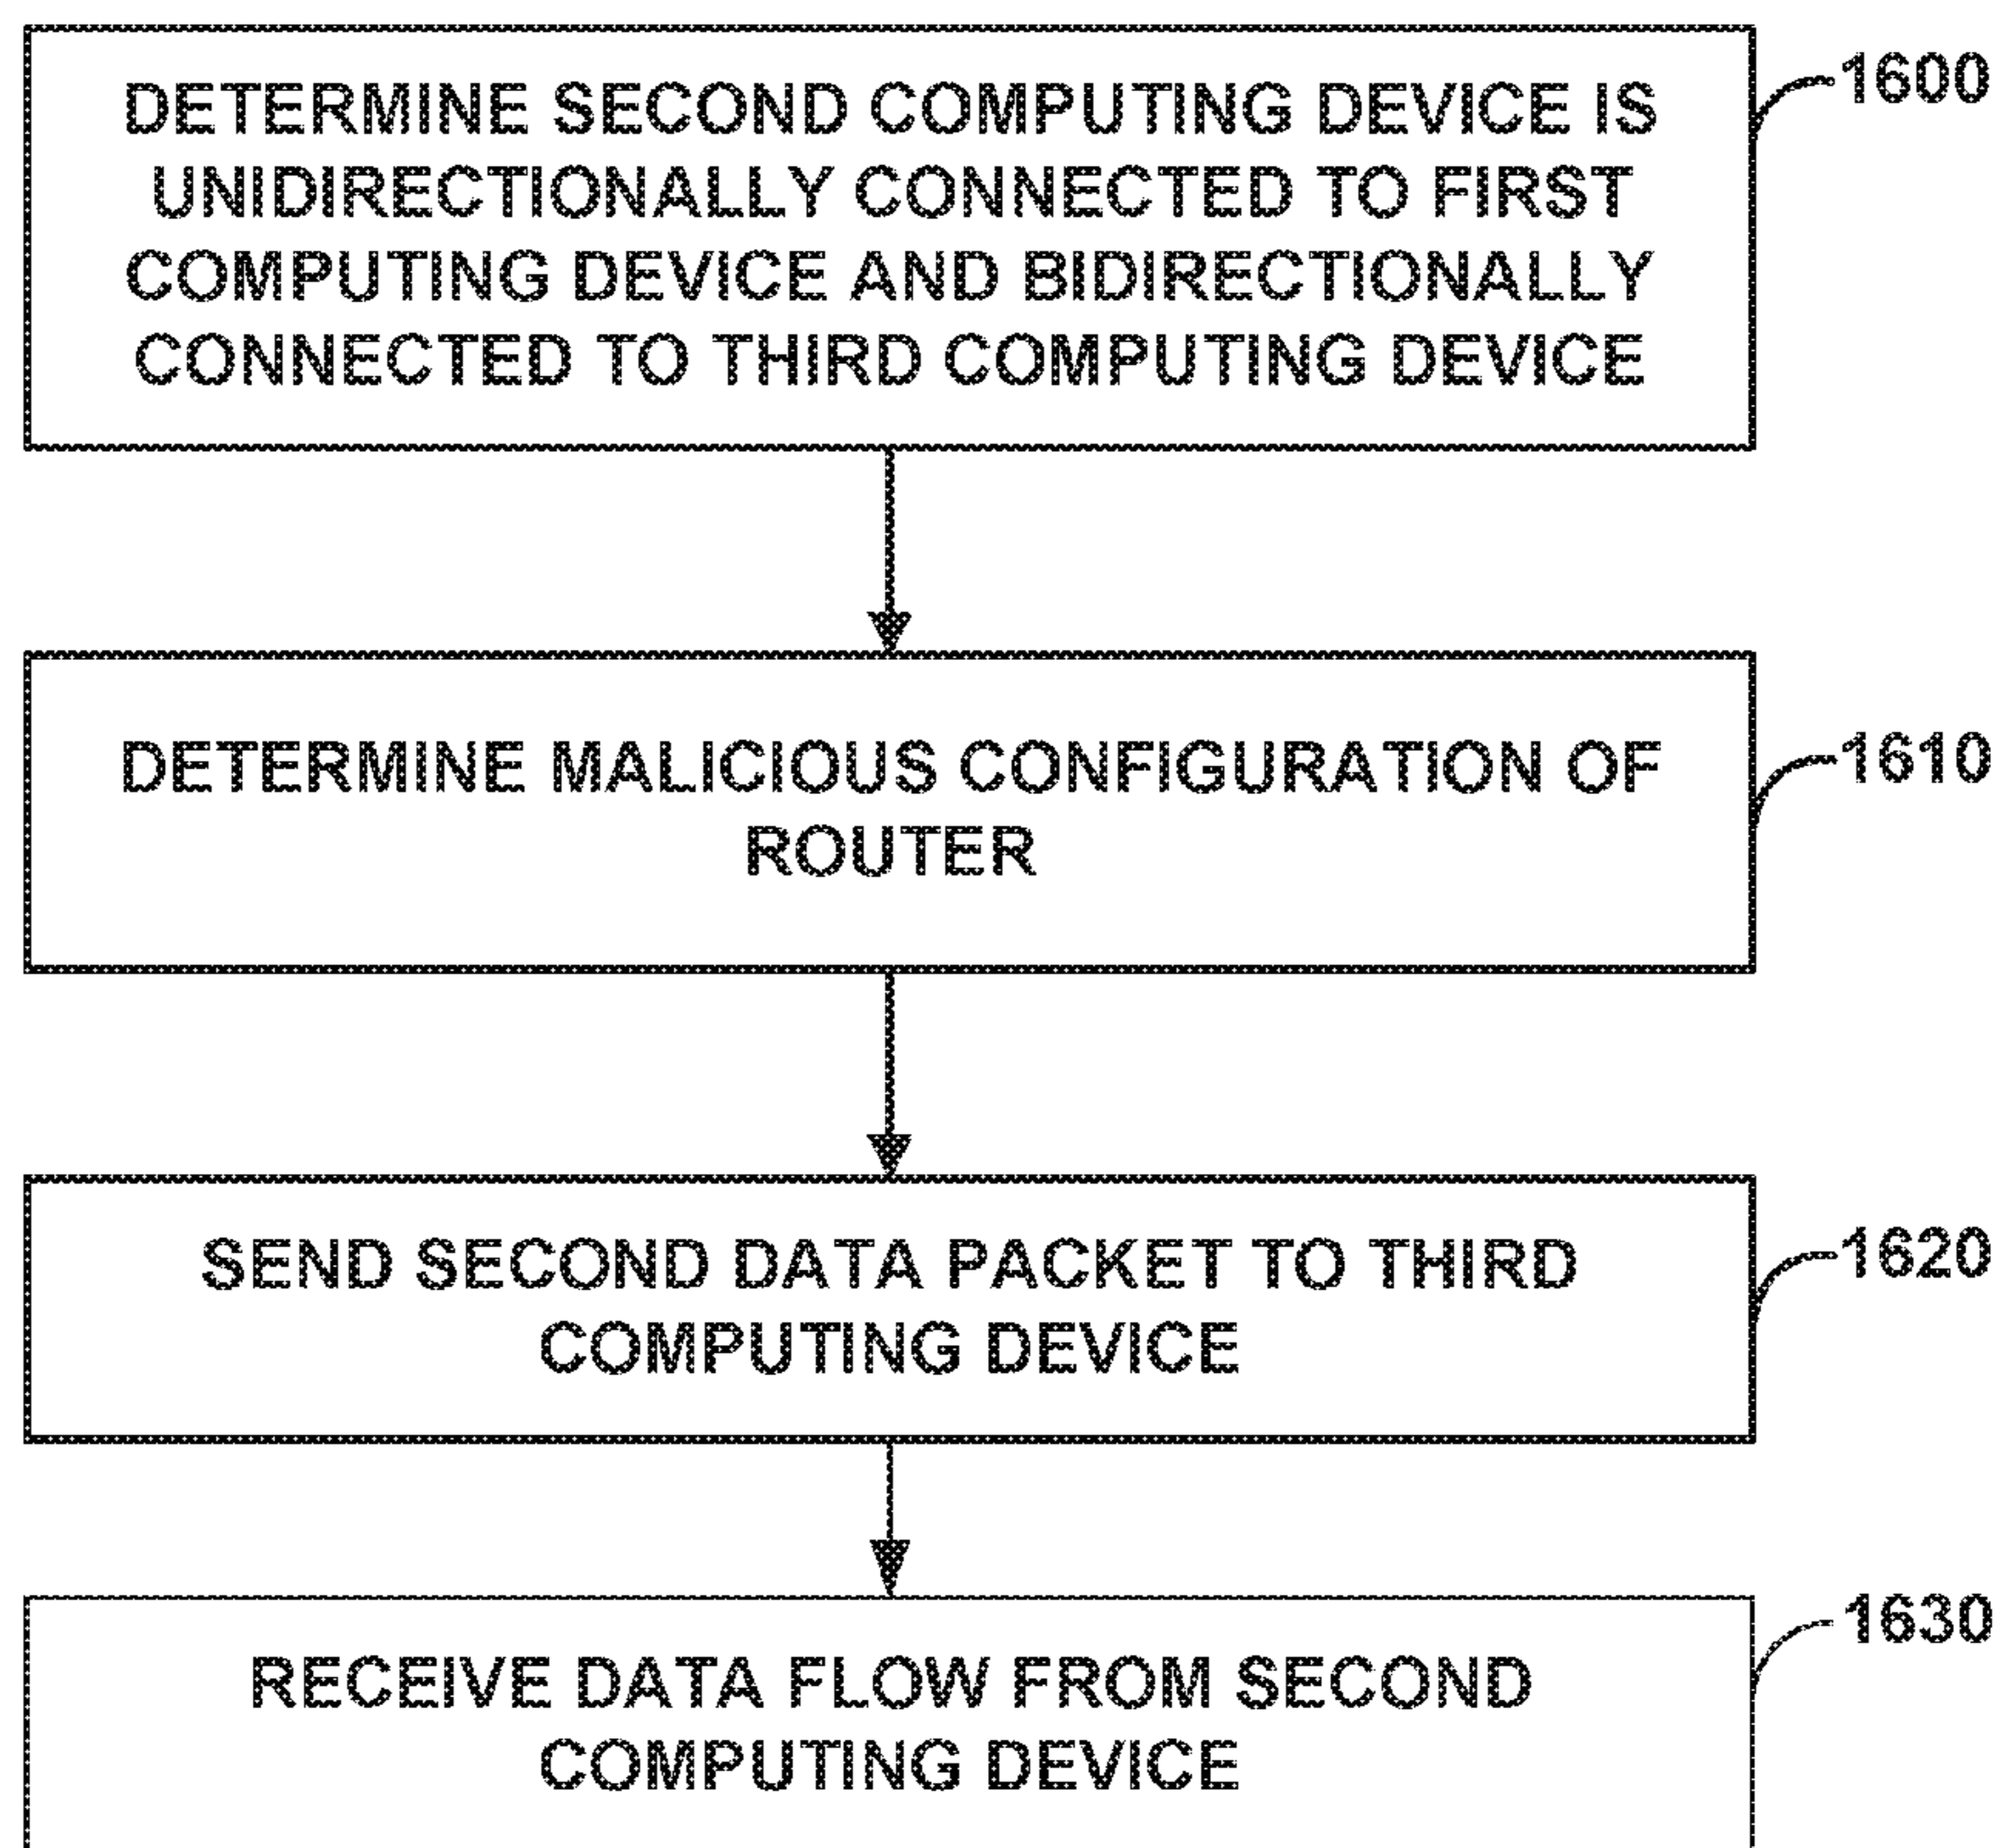 DETERMINE SECOND COMPUTING DEVICE IS
UNIDIRECTIONALLY CONNECTED TO FIRST
COMPUTING DEVICE AND BIDIRECTIONALLY
CONNECTED TO THIRD COMPUTING DEVICE
1600
DETERMINE MALICIOUS CONFIGURATION OF
ROUTER
1610
SEND SECOND DATA PACKET TO THIRD
COMPUTING DEVICE
1620
RECEIVE DATA FLOW FROM SECOND
COMPUTING DEVICE
1630